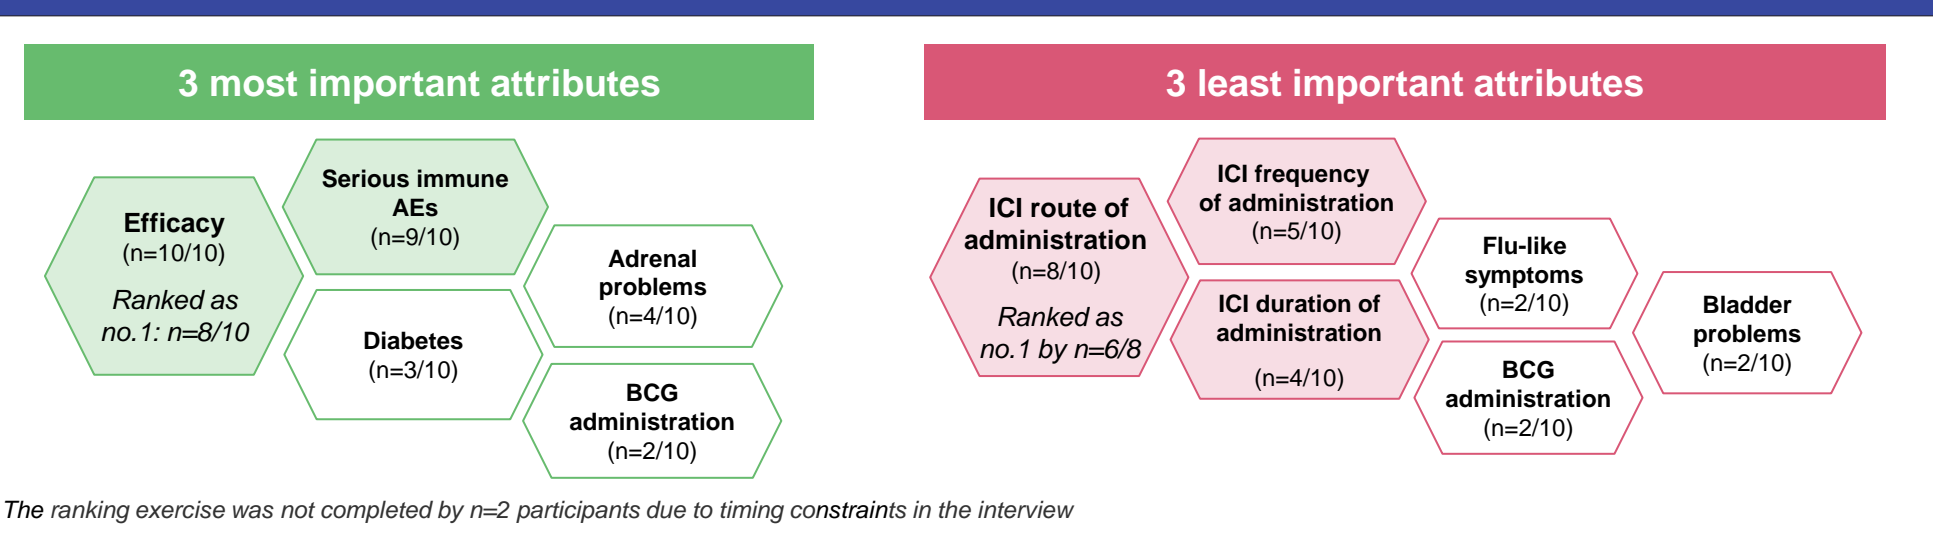 3 most important attributes
Efficacy
(n=10/10)
Ranked as
no.1: n=8/10
Serious immune
AEs
(n=9/10)
Diabetes
(n=3/10)
Adrenal
problems
(n=4/10)
BCG
administration
(n=2/10)
3 least important attributes
ICI route of
administration
(n=8/10)
Ranked as
no.1 by n=6/8
ICI frequency
of administration
(n=5/10)
ICI duration of
administration
(n=4/10)
Flu-like
symptoms
(n=2/10)
BCG
administration
(n=2/10)
Bladder
problems
(n=2/10)
The ranking exercise was not completed by n=2 participants due to timing constraints in the interview